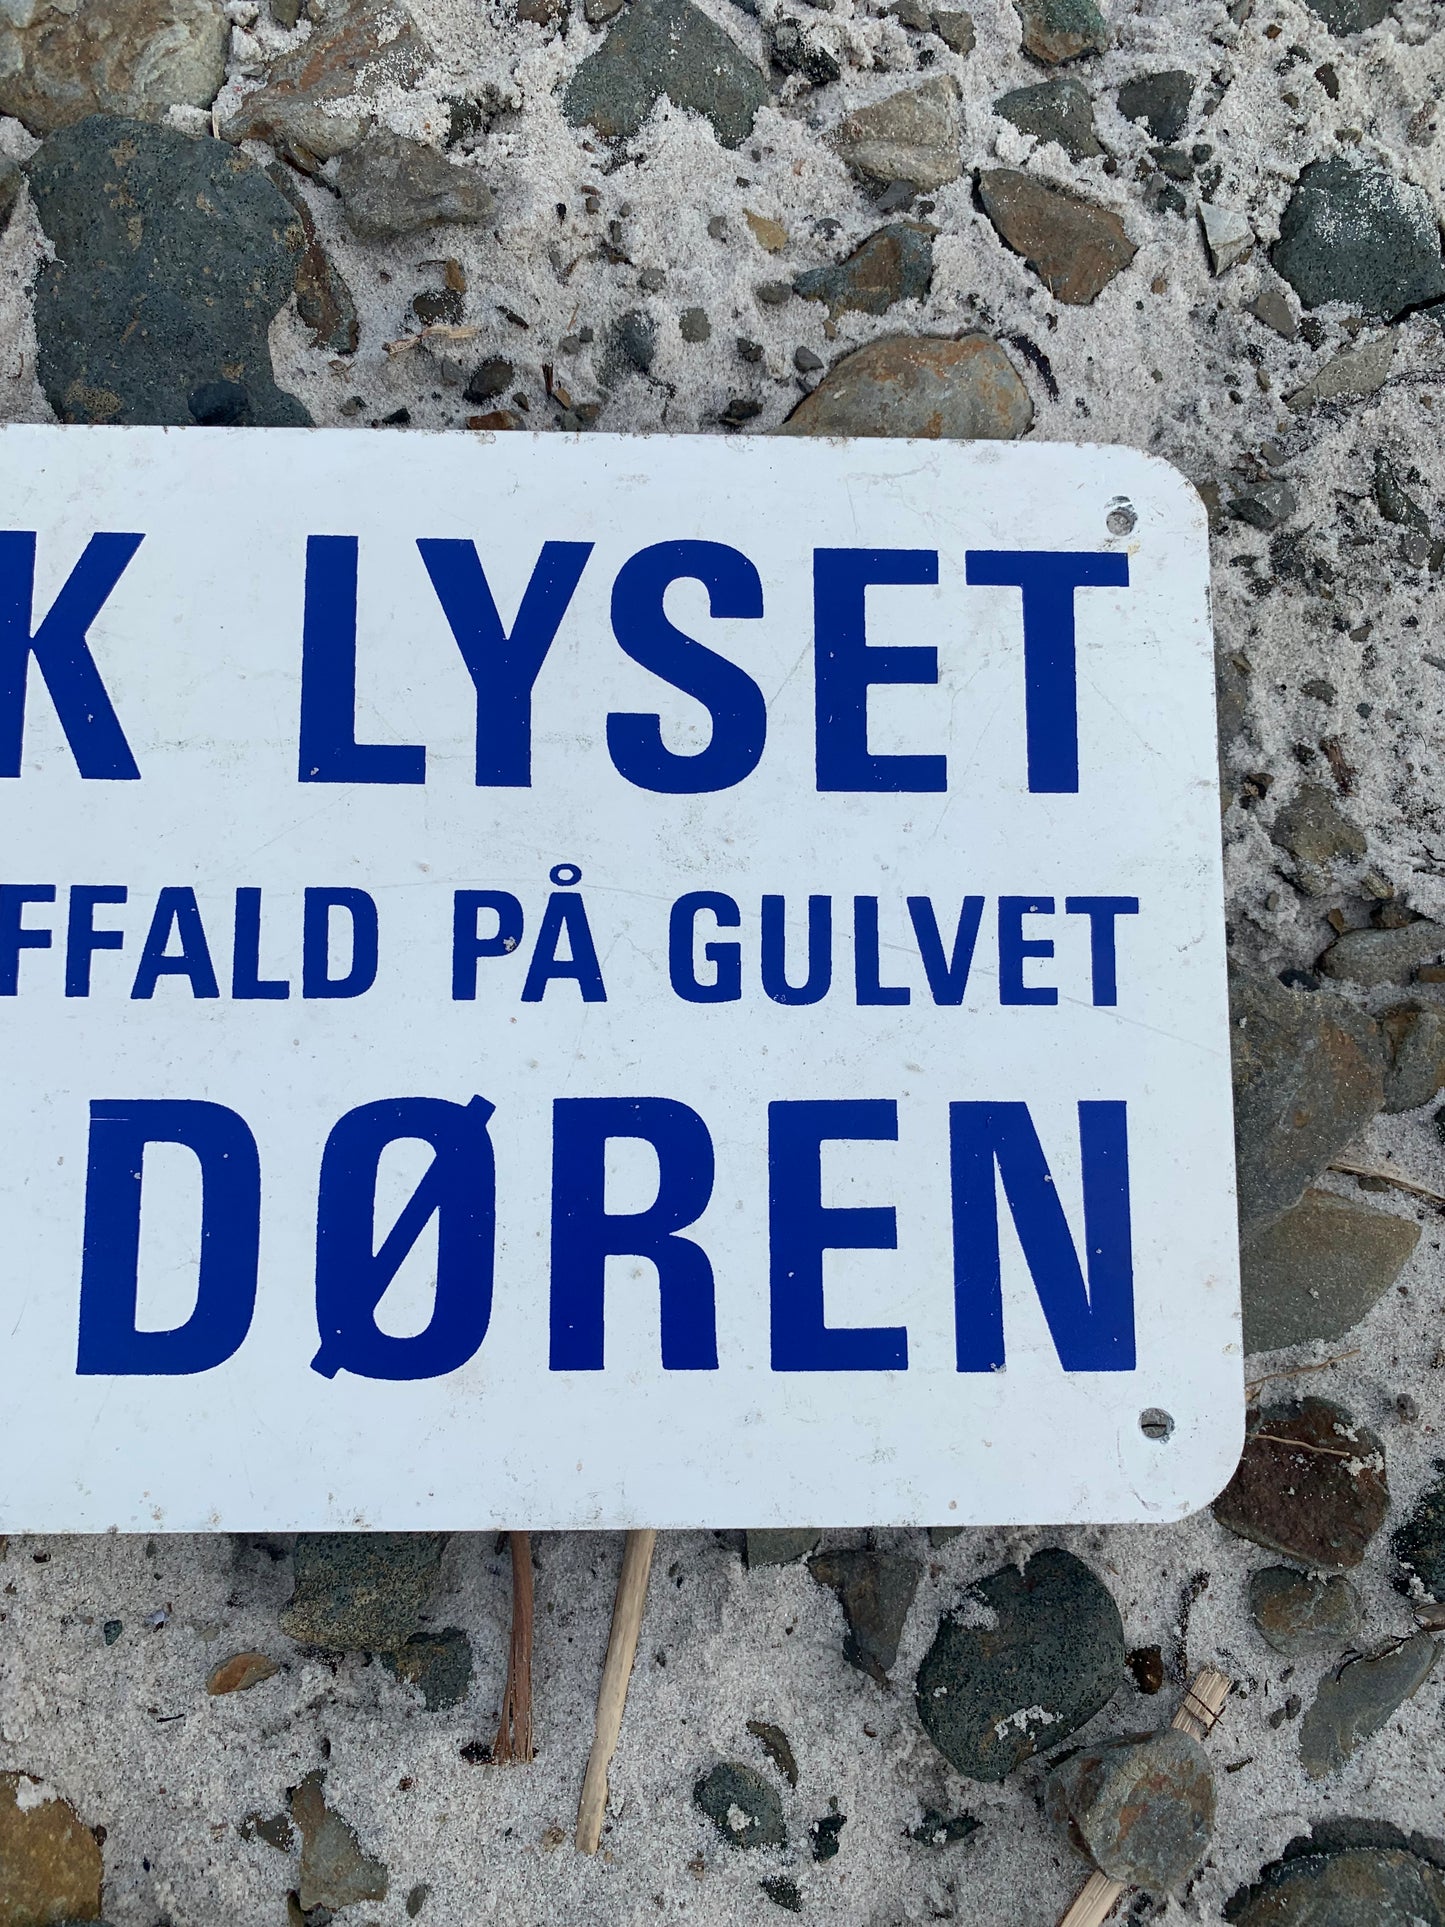 K LYSET
FFALD PÅ GULVET
DØREN